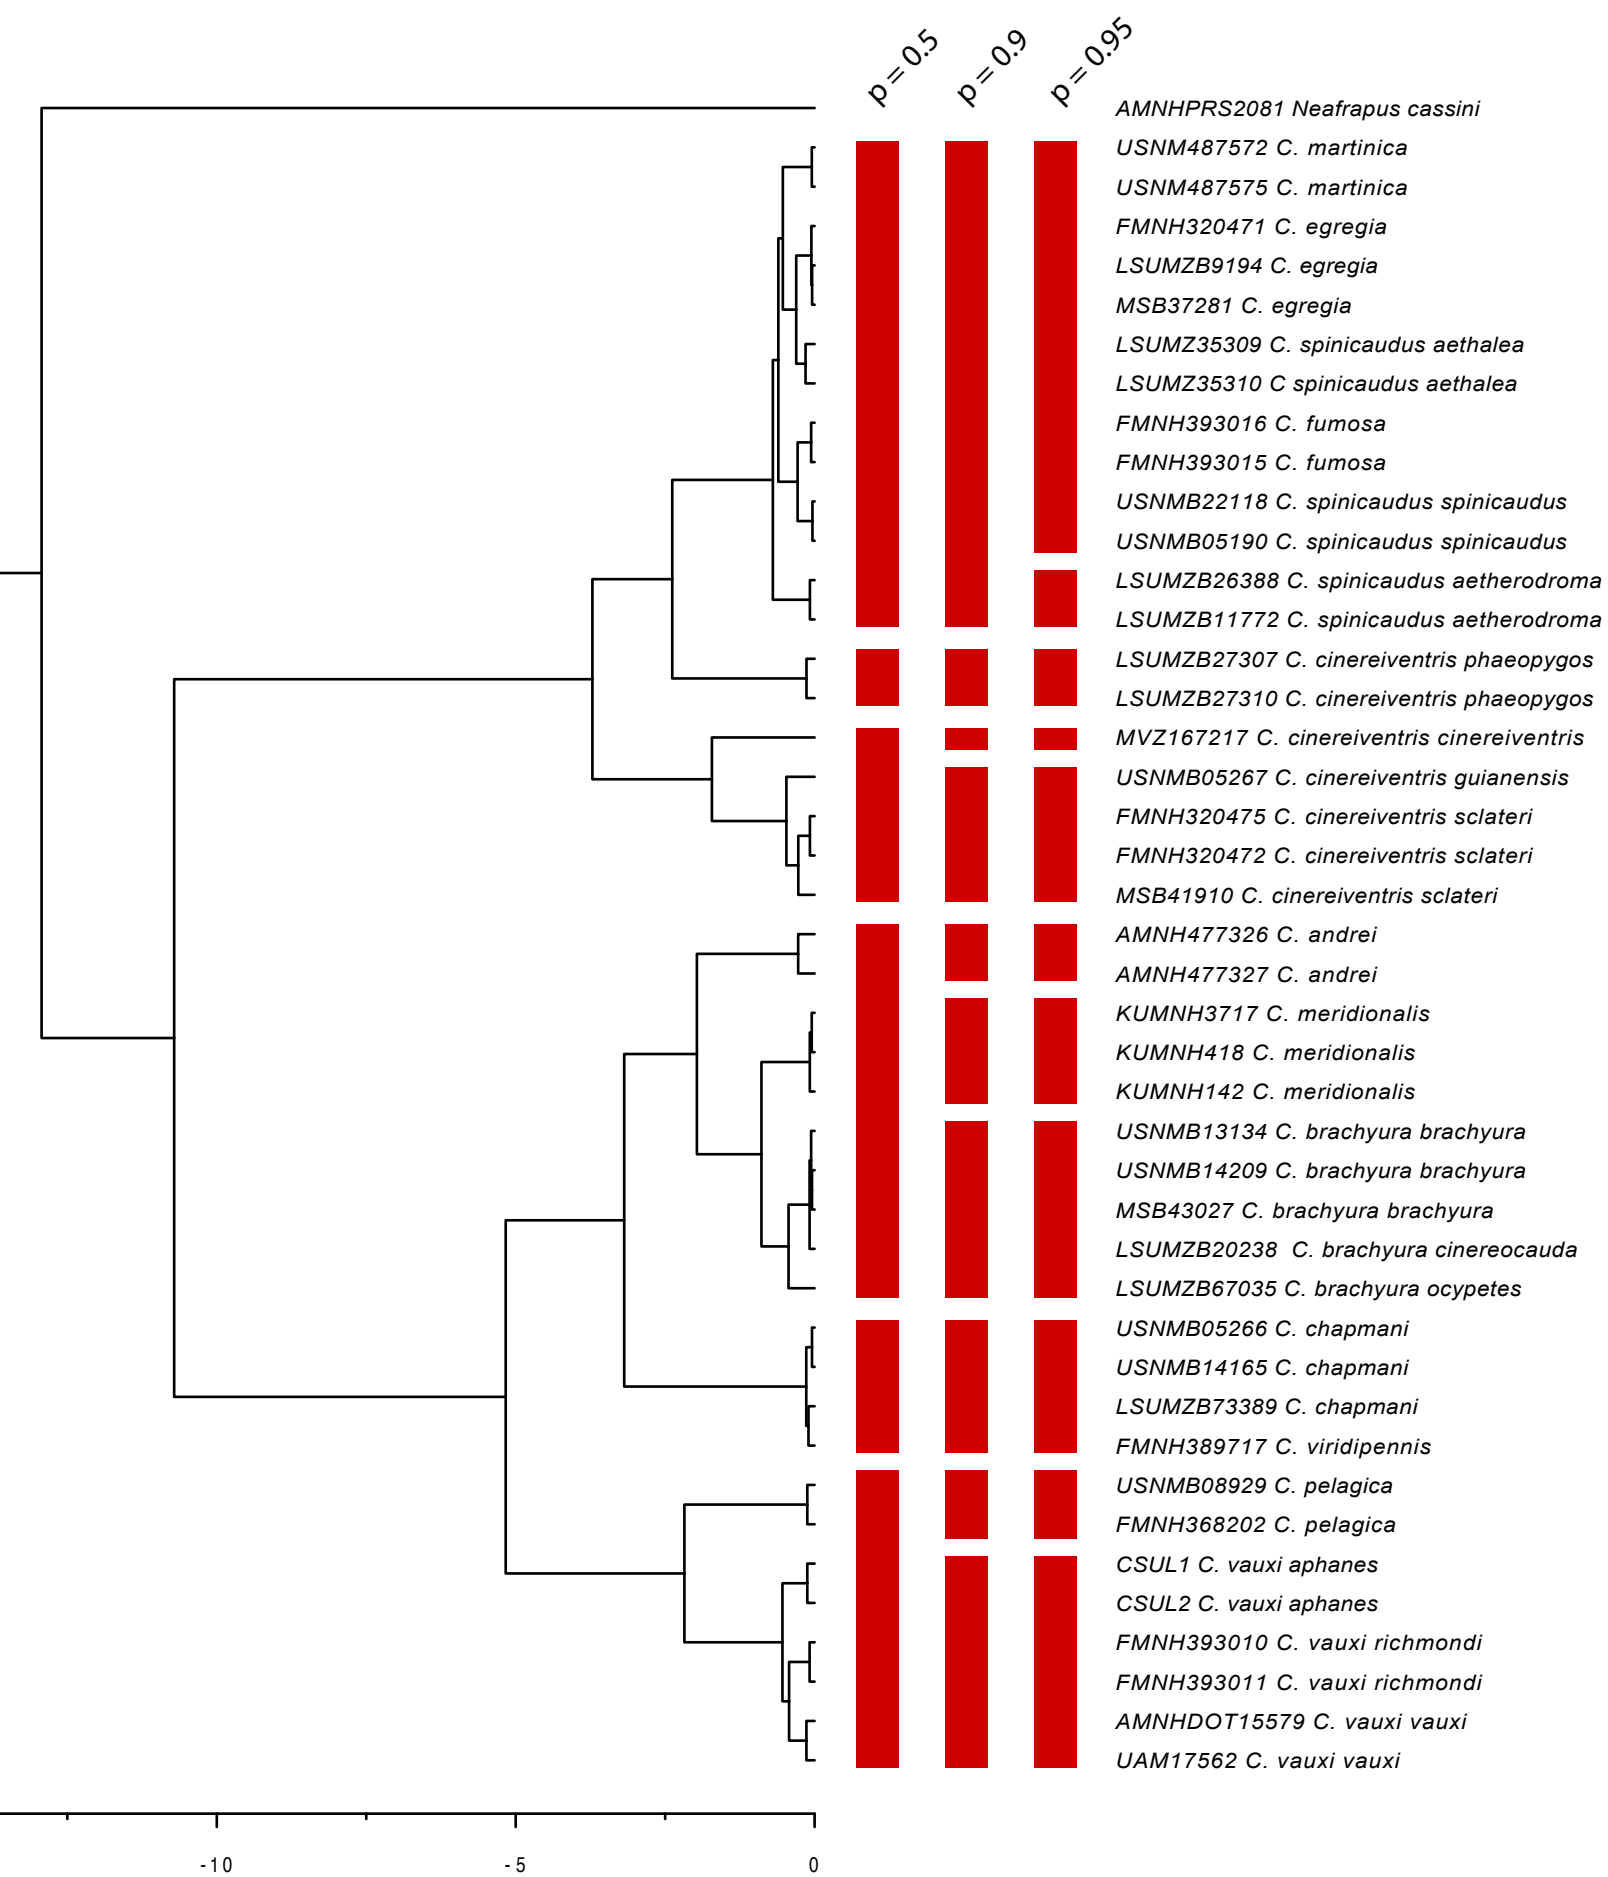 p = 0.5
p = 0.9
p = 0.95
AMNHPRS2081 Neafrapus cassini
USNM487572 C. martinica
USNM487575 C. martinica
FMNH320471 C. egregia
LSUMZB9194 C. egregia
MSB37281 C. egregia
LSUMZ35309 C. spinicaudus aethalea
LSUMZ35310 C spinicaudus aethalea
FMNH393016 C. fumosa
FMNH393015 C. fumosa
USNMB22118 C. spinicaudus spinicaudus
USNMB05190 C. spinicaudus spinicaudus
LSUMZB26388 C. spinicaudus aetherodroma
LSUMZB11772 C. spinicaudus aetherodroma
LSUMZB27307 C. cinereiventris phaeopygos
LSUMZB27310 C. cinereiventris phaeopygos
MVZ167217 C. cinereiventris cinereiventris
USNMB05267 C. cinereiventris guianensis
FMNH320475 C. cinereiventris sclateri
FMNH320472 C. cinereiventris sclateri
MSB41910 C. cinereiventris sclateri
AMNH477326 C. andrei
AMNH477327 C. andrei
KUMNH3717 C. meridionalis
KUMNH418 C. meridionalis
KUMNH142 C. meridionalis
USNMB13134 C. brachyura brachyura
USNMB14209 C. brachyura brachyura
MSB43027 C. brachyura brachyura
LSUMZB20238 C. brachyura cinereocauda
LSUMZB67035 C. brachyura ocypetes
USNMB05266 C. chapmani
USNMB14165 C. chapmani
LSUMZB73389 C. chapmani
FMNH389717 C. viridipennis
USNMB08929 C. pelagica
FMNH368202 C. pelagica
CSUL1 C. vauxi aphanes
CSUL2 C. vauxi aphanes
FMNH393010 C. vauxi richmondi
FMNH393011 C. vauxi richmondi
AMNHDOT15579 C. vauxi vauxi
UAM17562 C. vauxi vauxi
-10 -5 0